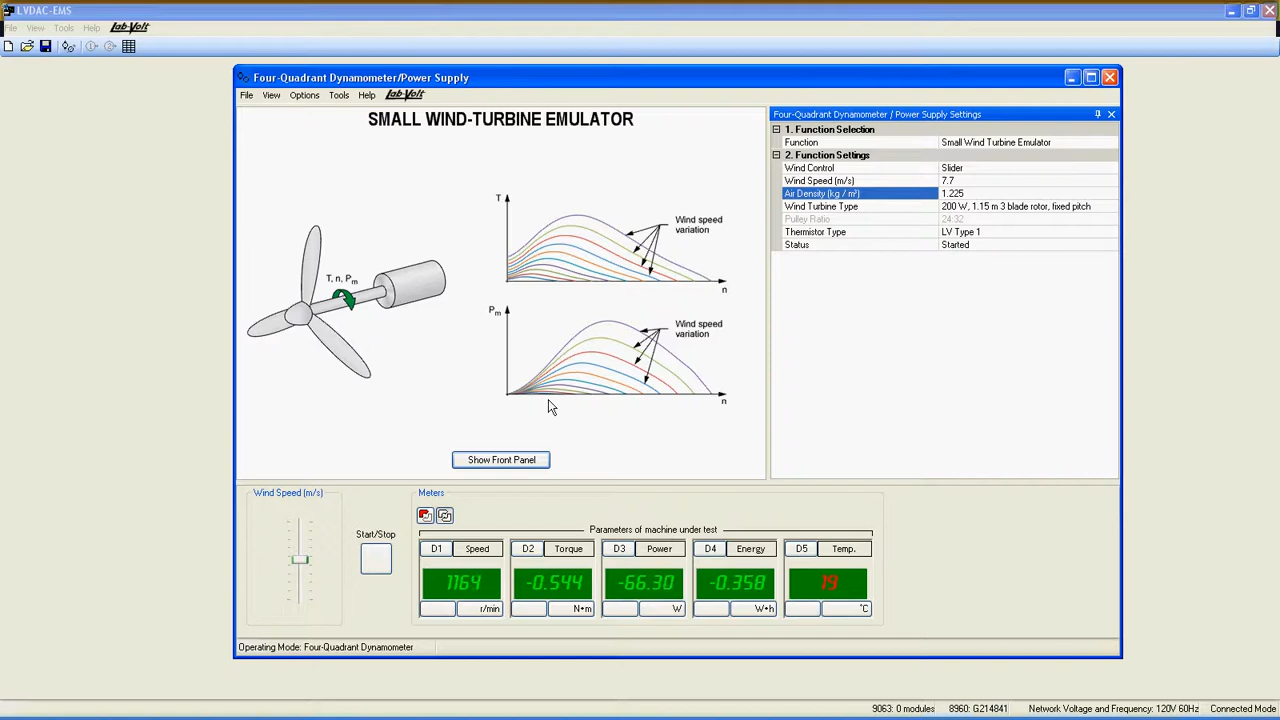 LVDAC-EMS
File View Tools Help Lab-Volt
Four-Quadrant Dynamometer/Power Supply
File View Options Tools Help Lab-Volt
SMALL WIND-TURBINE EMULATOR
T
Wind speed
variation
n
T, n, Pm
Pm
Wind speed
variation
n
Show Front Panel
Four-Quadrant Dynamometer / Power Supply Settings
1. Function Selection
Function Small Wind Turbine Emulator
2. Function Settings
Wind Control Slider
Wind Speed (m/s) 7.7
Air Density (kg / m³) 1.225
Wind Turbine Type 200 W, 1.15 m 3 blade rotor, fixed pitch
Pulley Ratio 24:32
Thermistor Type LV Type 1
Status Started
Wind Speed (m/s)
Start/Stop
Meters
Parameters of machine under test
D1 Speed D2 Torque D3 Power D4 Energy D5 Temp.
1164 -0.544 -66.30 -0.358 19
r/min N•m W W•h °C
Operating Mode: Four-Quadrant Dynamometer
9063: 0 modules 8960: G214841 Network Voltage and Frequency: 120V 60Hz Connected Mode